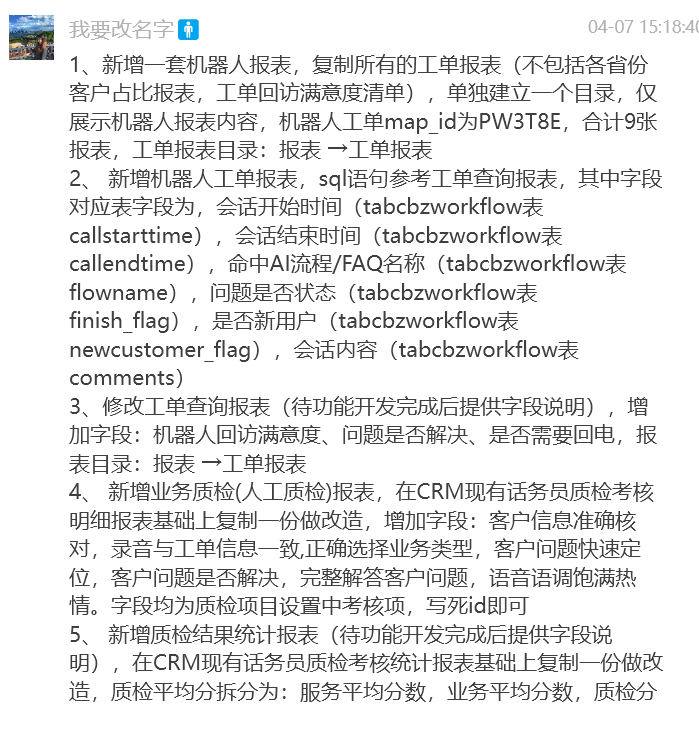 我要改名字
04-07 15:18:40
1、新增一套机器人报表，复制所有的工单报表（不包括各省份
客户占比报表，工单回访满意度清单），单独建立一个目录，仅
展示机器人报表内容，机器人工单map_id为PW3T8E，合计9张
报表，工单报表目录：报表 →工单报表
2、 新增机器人工单报表，sql语句参考工单查询报表，其中字段
对应表字段为，会话开始时间（tabcbzworkflow表
callstarttime），会话结束时间（tabcbzworkflow表
callendtime），命中AI流程/FAQ名称（tabcbzworkflow表
flowname），问题是否状态（tabcbzworkflow表
finish_flag），是否新用户（tabcbzworkflow表
newcustomer_flag），会话内容（tabcbzworkflow表
comments）
3、修改工单查询报表（待功能开发完成后提供字段说明），增
加字段：机器人回访满意度、问题是否解决、是否需要回电，报
表目录：报表 →工单报表
4、 新增业务质检(人工质检)报表，在CRM现有话务员质检考核
明细报表基础上复制一份做改造，增加字段：客户信息准确核
对，录音与工单信息一致,正确选择业务类型，客户问题快速定
位，客户问题是否解决，完整解答客户问题，语音语调饱满热
情。字段均为质检项目设置中考核项，写死id即可
5、 新增质检结果统计报表（待功能开发完成后提供字段说
明），在CRM现有话务员质检考核统计报表基础上复制一份做改
造，质检平均分拆分为：服务平均分数，业务平均分数，质检分